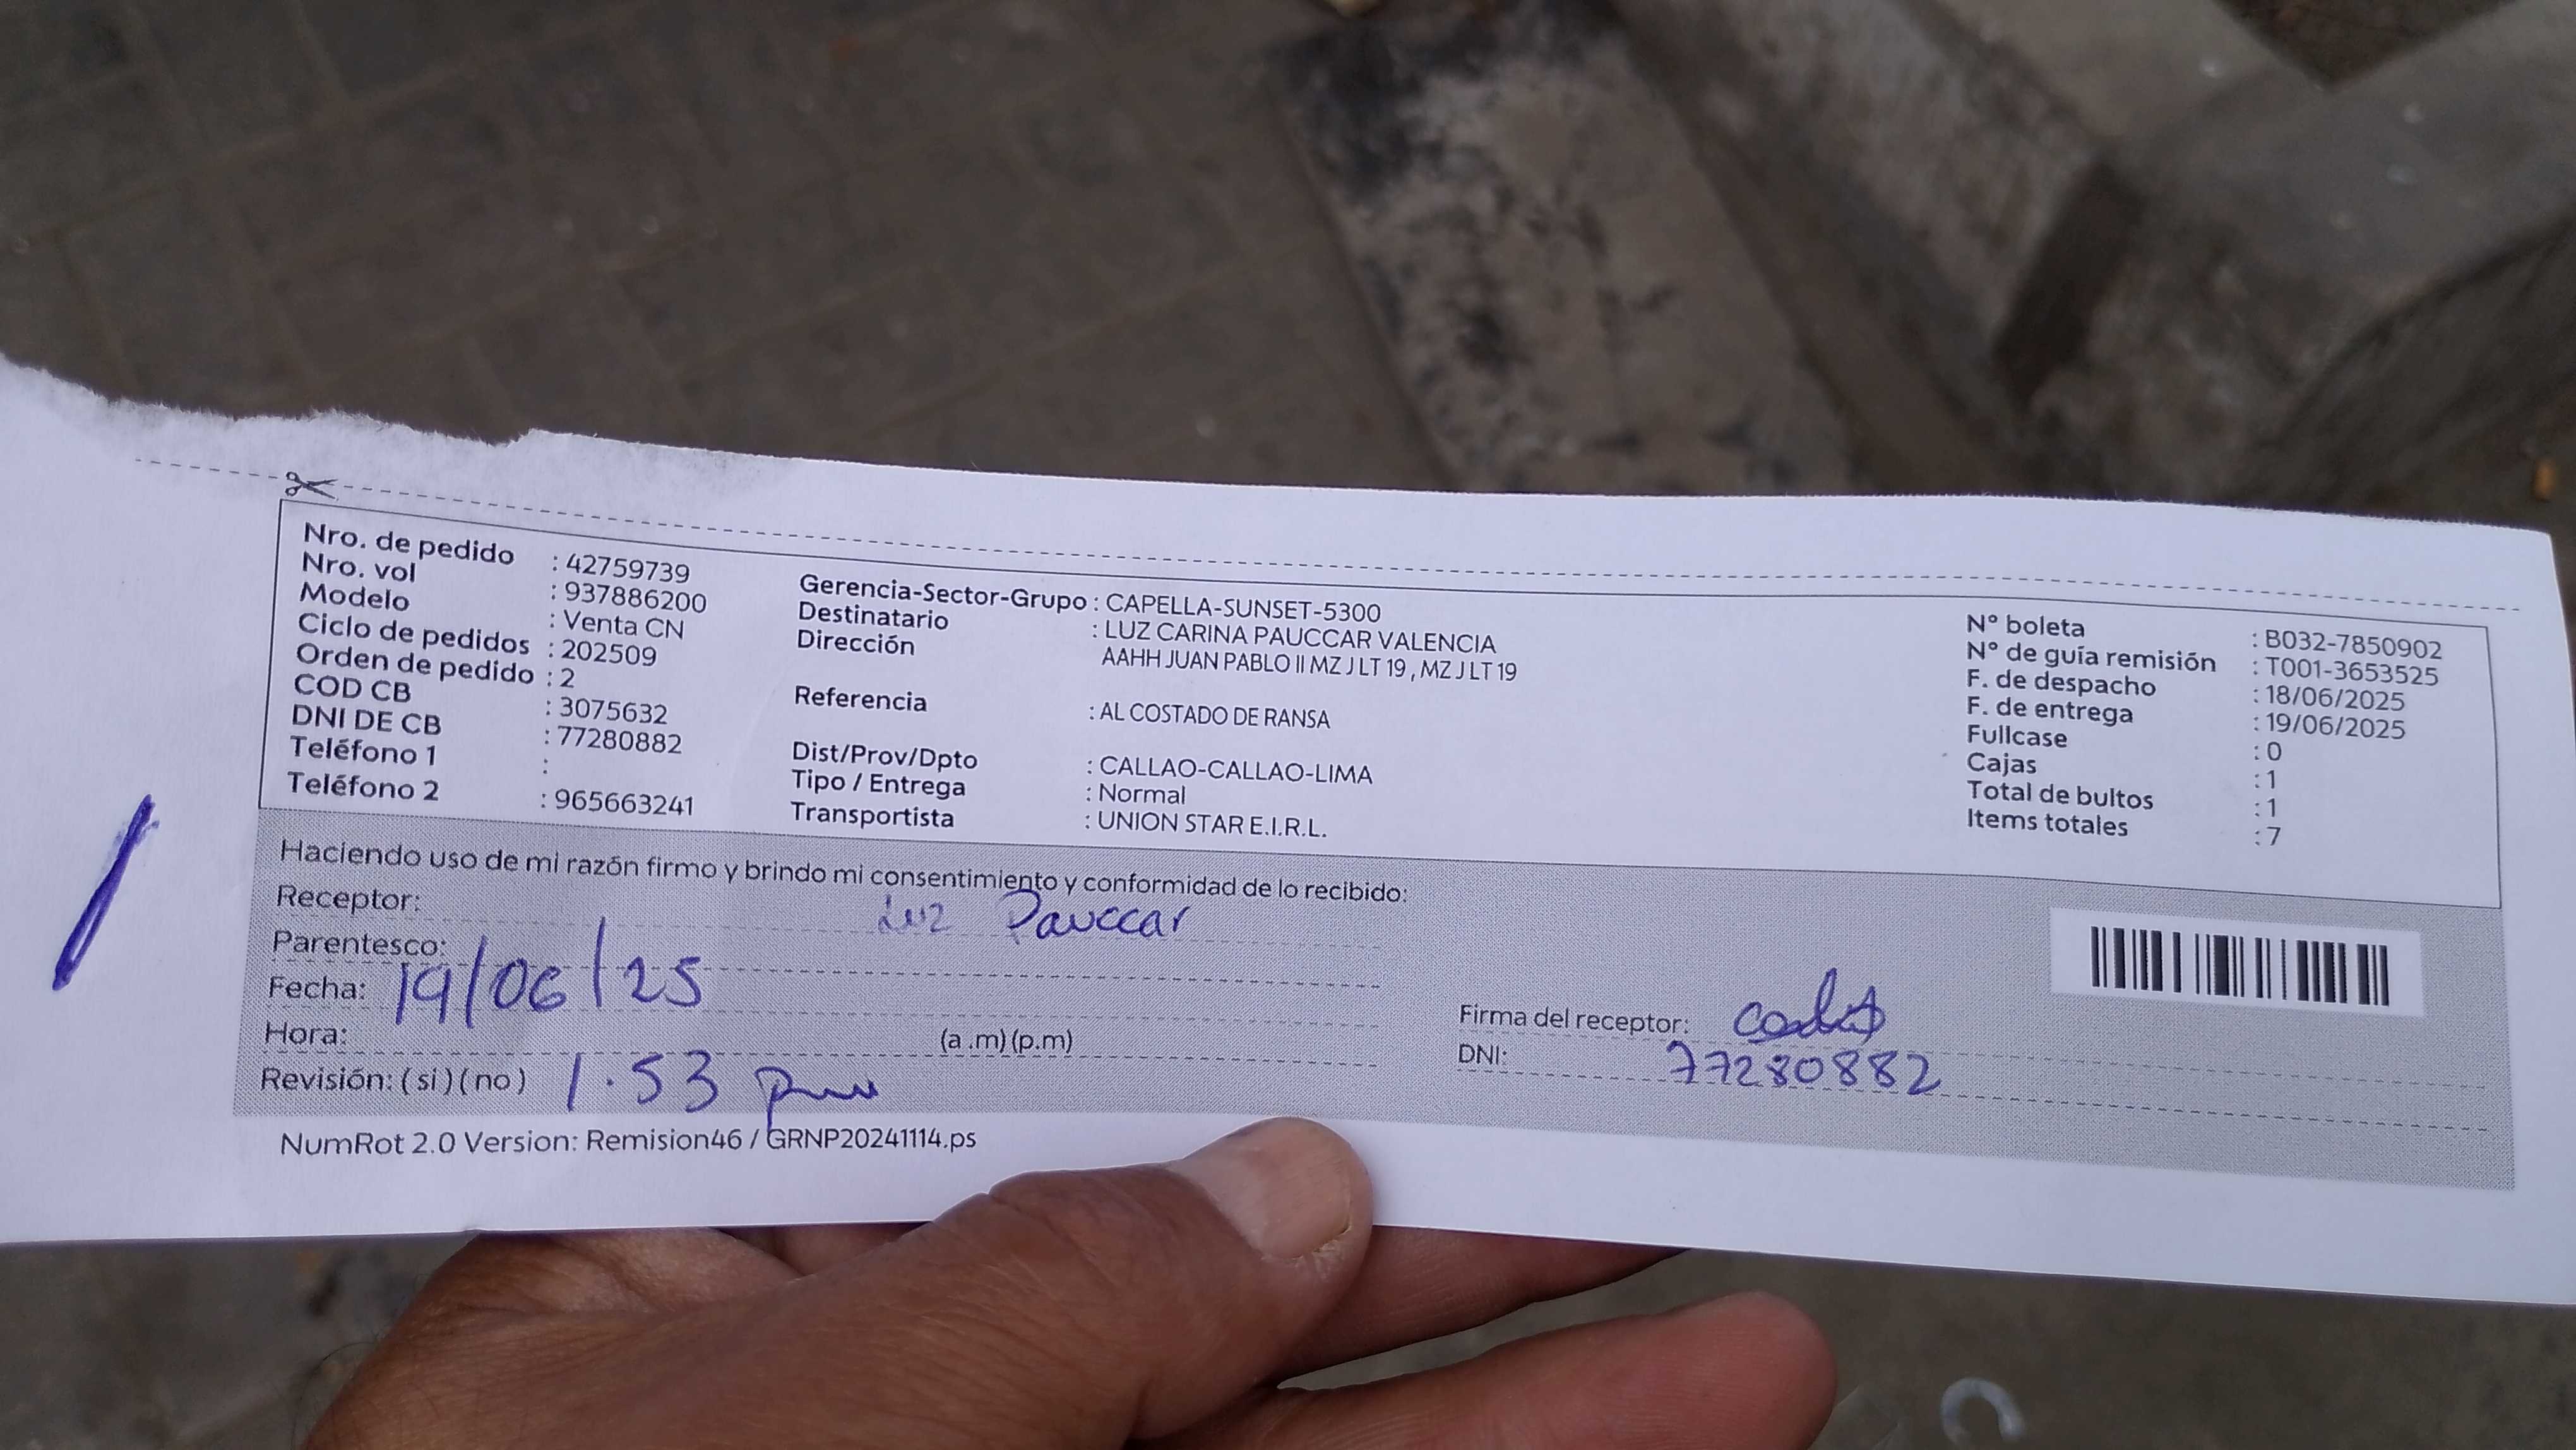 Nro. de pedido : 42759739
Nro. vol : 937886200
Modelo : Venta CN
Ciclo de pedidos : 202509
Orden de pedido : 2
COD CB : 3075632
DNI DE CB : 77280882
Teléfono 1 :
Teléfono 2 : 965663241
Gerencia-Sector-Grupo : CAPELLA-SUNSET-5300
Destinatario : LUZ CARINA PAUCCAR VALENCIA
Dirección AAHH JUAN PABLO II MZ J LT 19 , MZ J LT 19
Referencia : AL COSTADO DE RANSA
Dist/Prov/Dpto : CALLAO-CALLAO-LIMA
Tipo / Entrega : Normal
Transportista : UNION STAR E.I.R.L.
N° boleta : B032-7850902
N° de guía remisión : T001-3653525
F. de despacho : 18/06/2025
F. de entrega : 19/06/2025
Fullcase : 0
Cajas : 1
Total de bultos : 1
Items totales : 7
Haciendo uso de mi razón firmo y brindo mi consentimiento y conformidad de lo recibido:
Receptor: Luz Pauccar
Parentesco:
Fecha: 19/06/25
Hora: (a .m) (p.m)
Revisión: ( si ) ( no ) 1.53 pm
Firma del receptor:
DNI: 77280882
NumRot 2.0 Version: Remision46 / GRNP20241114.ps